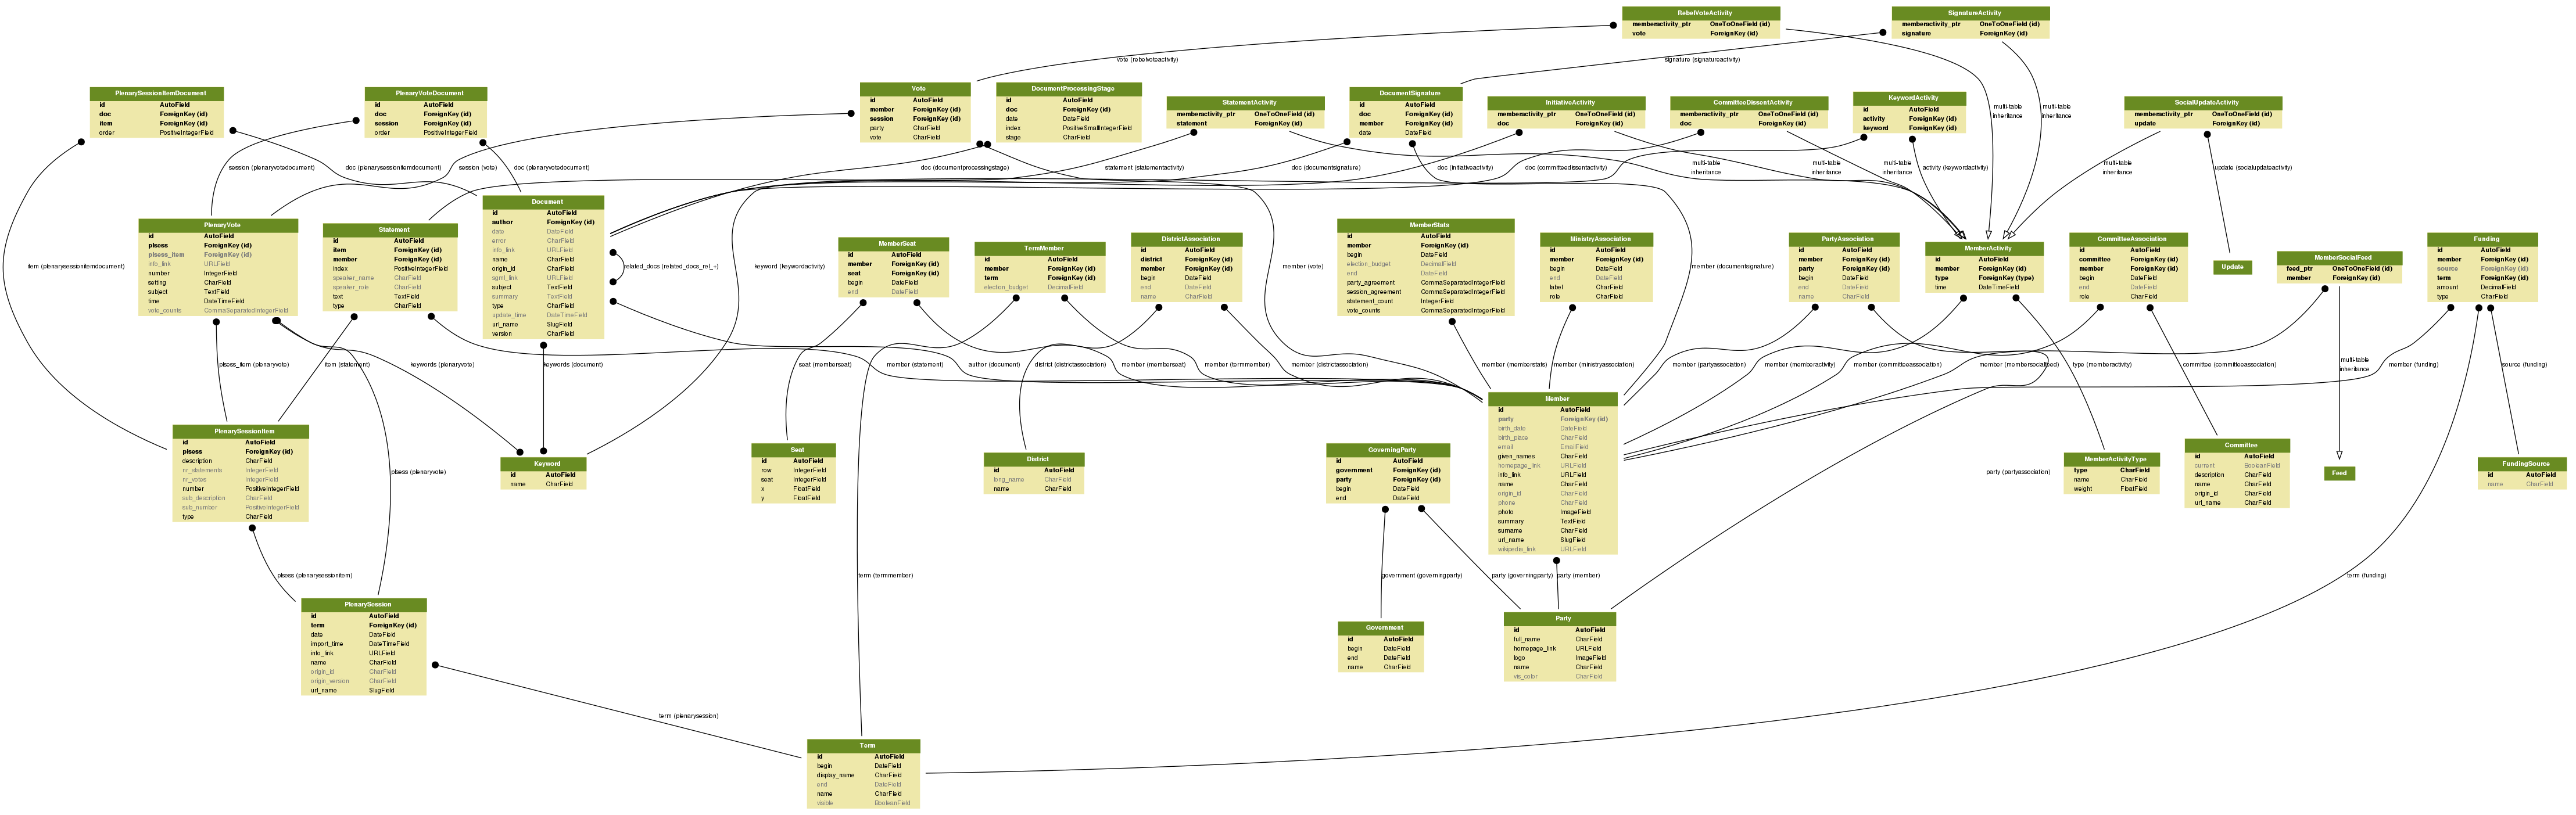 RebelVoteActivity
memberactivity_ptr OneToOneField (id)
vote ForeignKey (id)
SignatureActivity
memberactivity_ptr OneToOneField (id)
signature ForeignKey (id)
vote (rebelvoteactivity)
signature (signatureactivity)
PlenarySessionItemDocument
id AutoField
doc ForeignKey (id)
item ForeignKey (id)
order PositiveIntegerField
PlenaryVoteDocument
id AutoField
doc ForeignKey (id)
session ForeignKey (id)
order PositiveIntegerField
Vote
id AutoField
member ForeignKey (id)
session ForeignKey (id)
party CharField
vote CharField
DocumentProcessingStage
id AutoField
doc ForeignKey (id)
date DateField
index PositiveSmallIntegerField
stage CharField
StatementActivity
memberactivity_ptr OneToOneField (id)
statement ForeignKey (id)
DocumentSignature
id AutoField
doc ForeignKey (id)
member ForeignKey (id)
date DateField
InitiativeActivity
memberactivity_ptr OneToOneField (id)
doc ForeignKey (id)
CommitteeDissentActivity
memberactivity_ptr OneToOneField (id)
doc ForeignKey (id)
KeywordActivity
id AutoField
activity ForeignKey (id)
keyword ForeignKey (id)
multi-table
inheritance
multi-table
inheritance
SocialUpdateActivity
memberactivity_ptr OneToOneField (id)
update ForeignKey (id)
session (plenaryvotedocument)
doc (plenarysessionitemdocument)
session (vote)
doc (plenaryvotedocument)
doc (documentprocessingstage)
statement (statementactivity)
doc (documentsignature)
doc (initiativeactivity)
doc (committeedissentactivity)
multi-table
inheritance
multi-table
inheritance
multi-table
inheritance
activity (keywordactivity)
multi-table
inheritance
update (socialupdateactivity)
PlenaryVote
id AutoField
plsess ForeignKey (id)
plsess_item ForeignKey (id)
info_link URLField
number IntegerField
setting CharField
subject TextField
time DateTimeField
vote_counts CommaSeparatedIntegerField
Statement
id AutoField
item ForeignKey (id)
member ForeignKey (id)
index PositiveIntegerField
speaker_name CharField
speaker_role CharField
text TextField
type CharField
Document
id AutoField
author ForeignKey (id)
date DateField
error CharField
info_link URLField
name CharField
origin_id CharField
sgml_link URLField
subject TextField
summary TextField
type CharField
update_time DateTimeField
url_name SlugField
version CharField
MemberSeat
id AutoField
member ForeignKey (id)
seat ForeignKey (id)
begin DateField
end DateField
TermMember
id AutoField
member ForeignKey (id)
term ForeignKey (id)
election_budget DecimalField
DistrictAssociation
id AutoField
district ForeignKey (id)
member ForeignKey (id)
begin DateField
end DateField
name CharField
MemberStats
id AutoField
member ForeignKey (id)
begin DateField
election_budget DecimalField
end DateField
party_agreement CommaSeparatedIntegerField
session_agreement CommaSeparatedIntegerField
statement_count IntegerField
vote_counts CommaSeparatedIntegerField
MinistryAssociation
id AutoField
member ForeignKey (id)
begin DateField
end DateField
label CharField
role CharField
PartyAssociation
id AutoField
member ForeignKey (id)
party ForeignKey (id)
begin DateField
end DateField
name CharField
MemberActivity
id AutoField
member ForeignKey (id)
type ForeignKey (type)
time DateTimeField
CommitteeAssociation
id AutoField
committee ForeignKey (id)
member ForeignKey (id)
begin DateField
end DateField
role CharField
Update
MemberSocialFeed
feed_ptr OneToOneField (id)
member ForeignKey (id)
Funding
id AutoField
member ForeignKey (id)
source ForeignKey (id)
term ForeignKey (id)
amount DecimalField
type CharField
item (plenarysessionitemdocument)
related_docs (related_docs_rel_+)
keyword (keywordactivity)
member (vote)
member (documentsignature)
plsess_item (plenaryvote)
item (statement)
keywords (plenaryvote)
keywords (document)
seat (memberseat)
member (statement)
author (document)
district (districtassociation)
member (memberseat)
member (termmember)
member (districtassociation)
member (memberstats)
member (ministryassociation)
member (partyassociation)
member (memberactivity)
member (committeeassociation)
member (membersocialfeed)
type (memberactivity)
committee (committeeassociation)
multi-table
inheritance
member (funding)
source (funding)
PlenarySessionItem
id AutoField
plsess ForeignKey (id)
description CharField
nr_statements IntegerField
nr_votes IntegerField
number PositiveIntegerField
sub_description CharField
sub_number PositiveIntegerField
type CharField
plsess (plenaryvote)
Keyword
id AutoField
name CharField
Seat
id AutoField
row IntegerField
seat IntegerField
x FloatField
y FloatField
District
id AutoField
long_name CharField
name CharField
GoverningParty
id AutoField
government ForeignKey (id)
party ForeignKey (id)
begin DateField
end DateField
Member
id AutoField
party ForeignKey (id)
birth_date DateField
birth_place CharField
email EmailField
given_names CharField
homepage_link URLField
info_link URLField
name CharField
origin_id CharField
phone CharField
photo ImageField
summary TextField
surname CharField
url_name SlugField
wikipedia_link URLField
party (partyassociation)
MemberActivityType
type CharField
name CharField
weight FloatField
Committee
id AutoField
current BooleanField
description CharField
name CharField
origin_id CharField
url_name CharField
Feed
FundingSource
id AutoField
name CharField
plsess (plenarysessionitem)
term (termmember)
government (governingparty)
party (governingparty)
party (member)
term (funding)
PlenarySession
id AutoField
term ForeignKey (id)
date DateField
import_time DateTimeField
info_link URLField
name CharField
origin_id CharField
origin_version CharField
url_name SlugField
Government
id AutoField
begin DateField
end DateField
name CharField
Party
id AutoField
full_name CharField
homepage_link URLField
logo ImageField
name CharField
vis_color CharField
term (plenarysession)
Term
id AutoField
begin DateField
display_name CharField
end DateField
name CharField
visible BooleanField